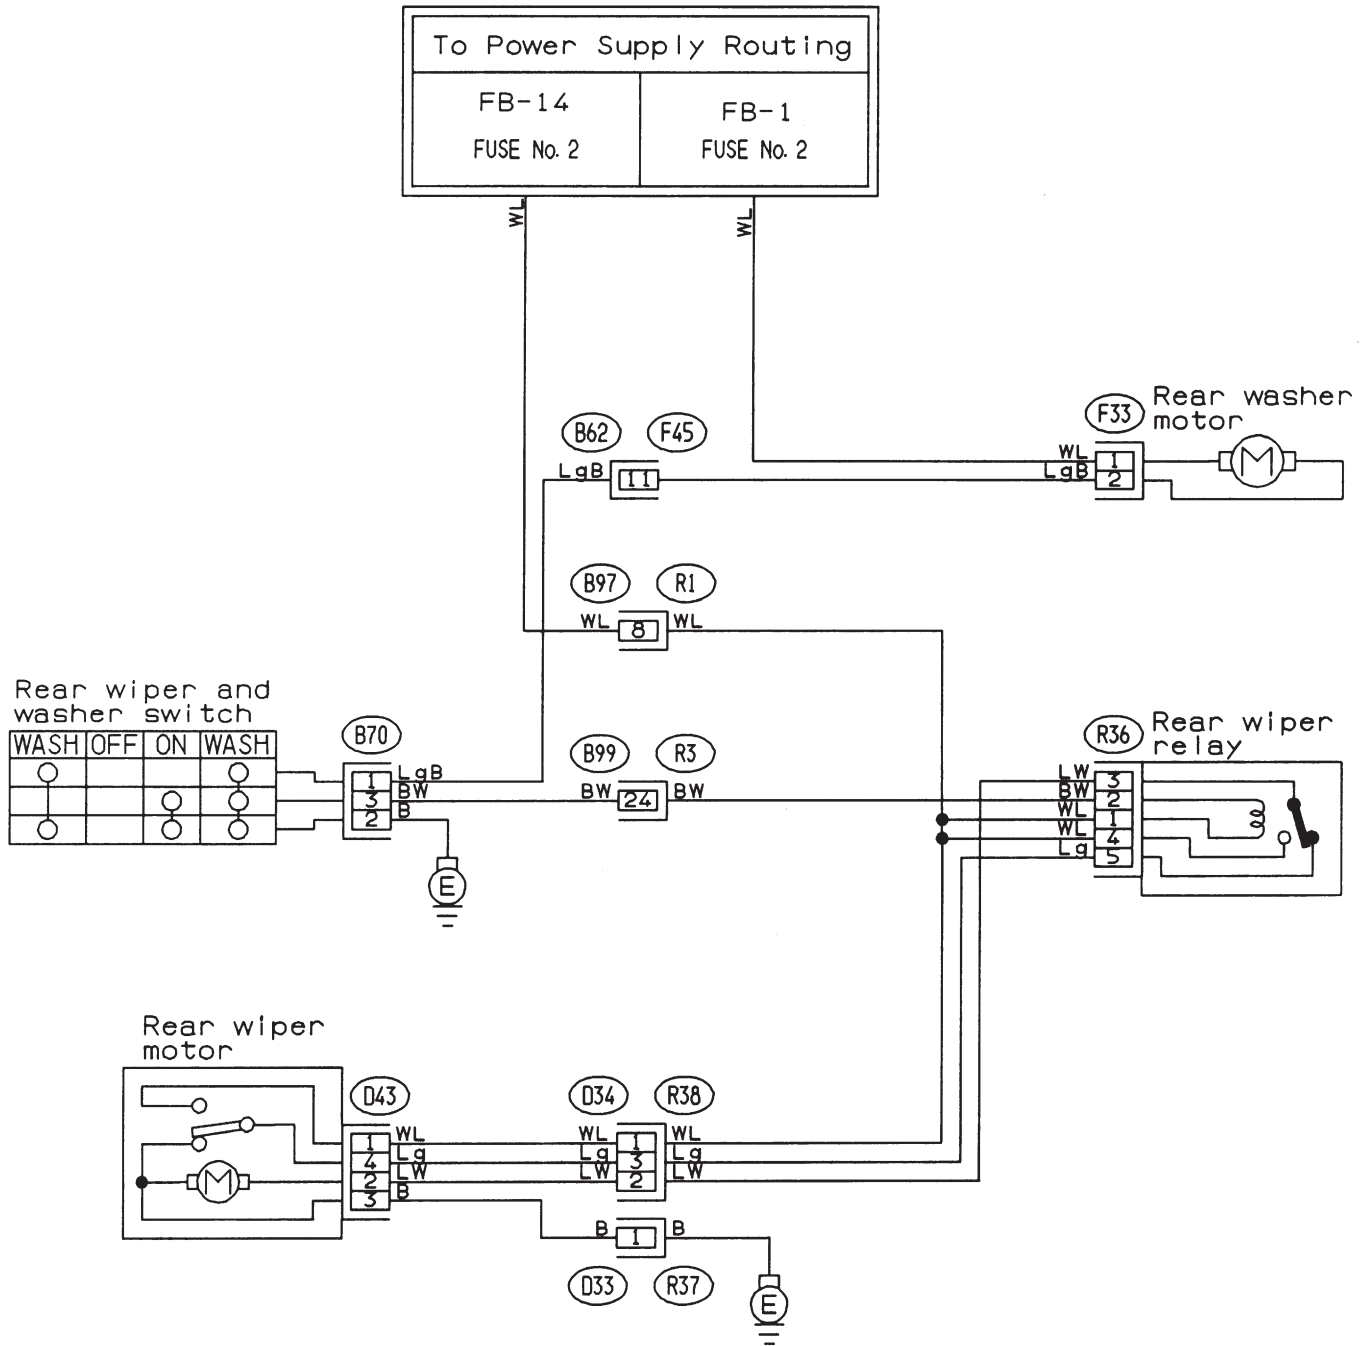 To Power Supply Routing
FB-14
FUSE No. 2
FB-1
FUSE No. 2
WL
WL
Rear washer
motor
F33
B62
F45
WL
1
M
LgB
11
LgB
2
B97
R1
WL
8
WL
Rear wiper and
washer switch
WASH OFF ON WASH
B70
B99
R3
R36
Rear wiper
relay
1
LgB
3
BW
2
B
BW
24
BW
LW
3
BW
2
WL
1
WL
4
Lg
5
E
Rear wiper
motor
D43
D34
R38
M
1
WL
4
Lg
2
LW
3
B
WL
1
WL
Lg
3
Lg
LW
2
LW
B
1
B
D33
R37
E